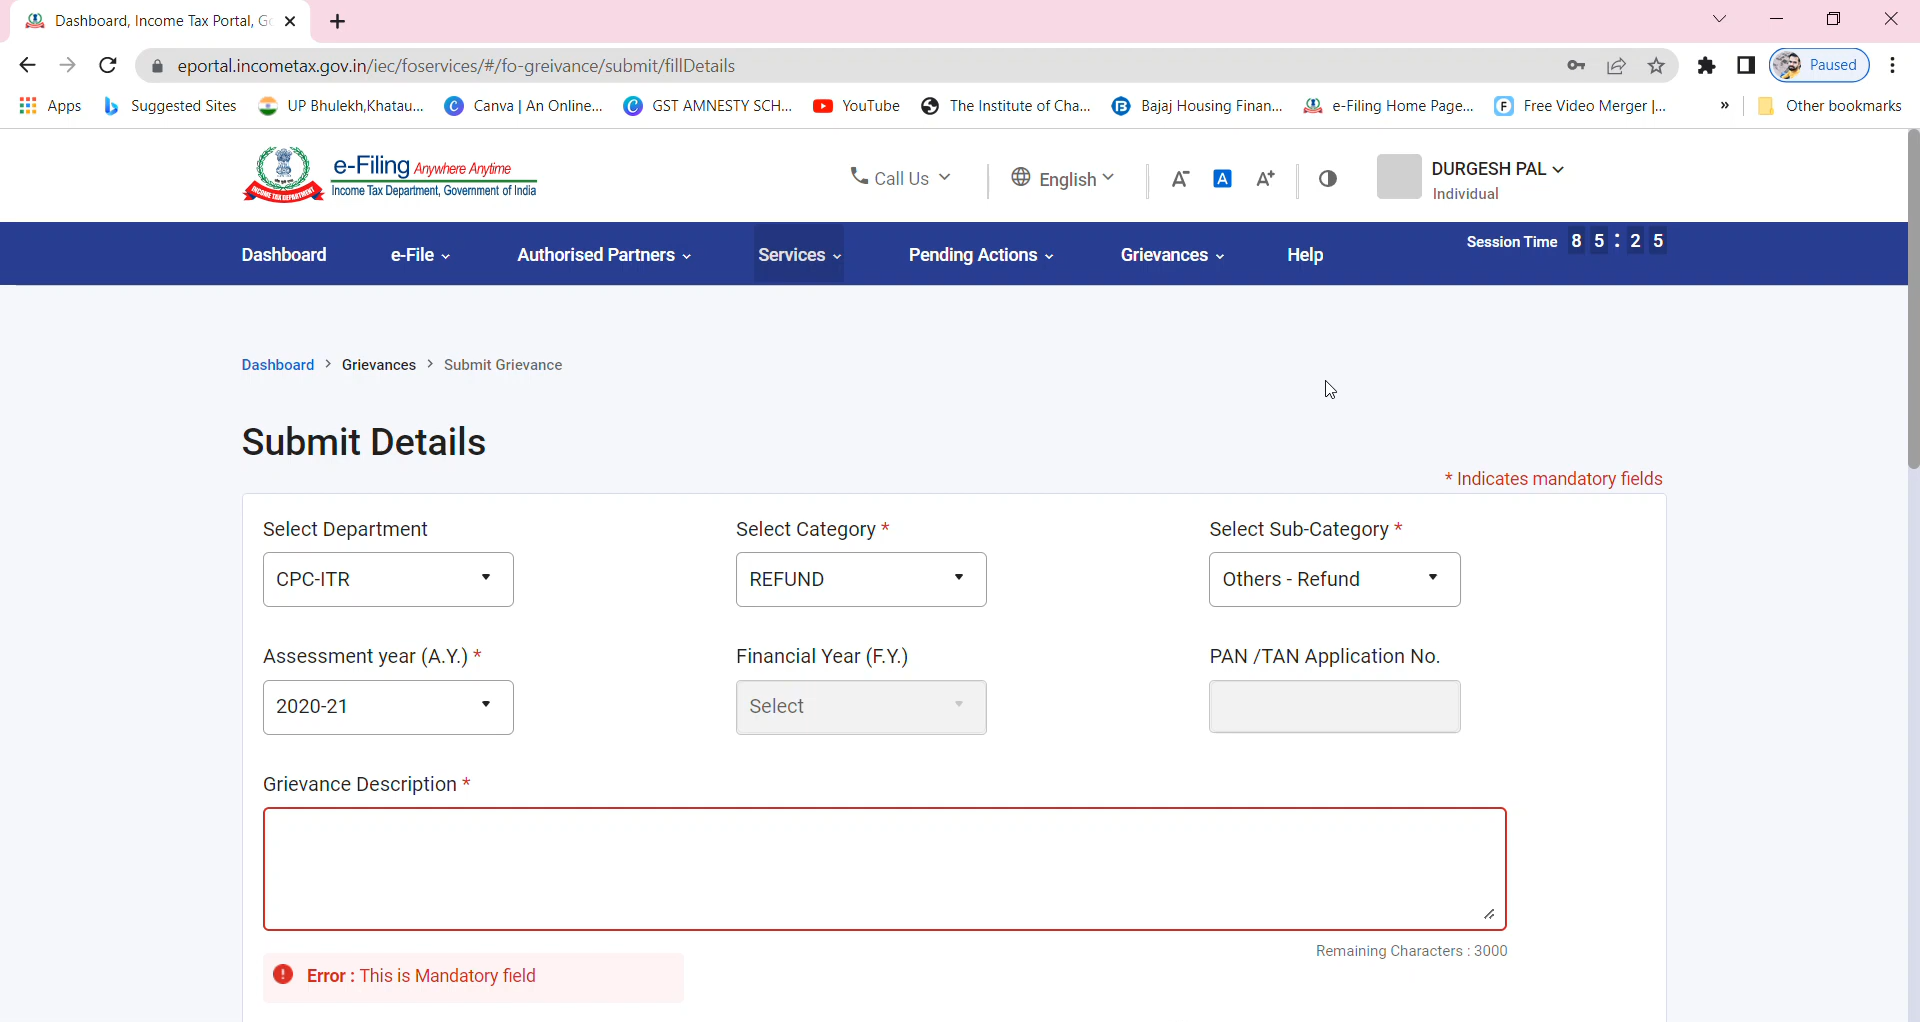 Dashboard, Income Tax Portal, G
eportal.incometax.gov.in/iec/foservices/#/fo-greivance/submit/fillDetails
Paused
Apps
Suggested Sites
UP Bhulekh,Khatau...
Canva | An Online...
GST AMNESTY SCH...
YouTube
The Institute of Cha...
Bajaj Housing Finan...
e-Filing Home Page...
Free Video Merger |...
»
Other bookmarks
e-Filing Anywhere Anytime
Income Tax Department, Government of India
INCOME TAX DEPARTMENT
Call Us
English
A-
A
A+
DURGESH PAL
Individual
Dashboard
e-File
Authorised Partners
Services
Pending Actions
Grievances
Help
Session Time 8 5 : 2 5
Dashboard > Grievances > Submit Grievance
Submit Details
* Indicates mandatory fields
Select Department
Select Category *
Select Sub-Category *
CPC-ITR
REFUND
Others - Refund
Assessment year (A.Y.) *
Financial Year (F.Y.)
PAN /TAN Application No.
2020-21
Select
Grievance Description *
Remaining Characters : 3000
Error : This is Mandatory field